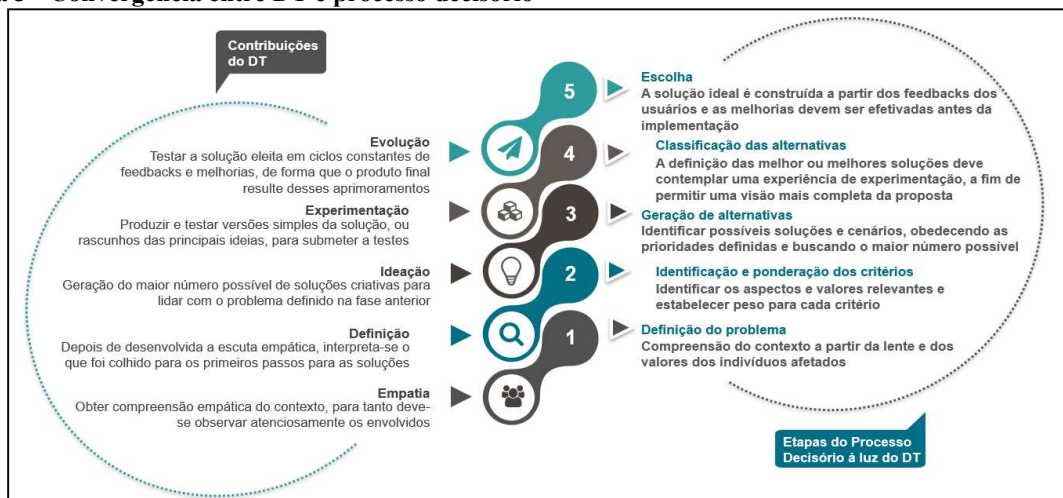 Convergência entre DT e processo decisório
Contribuições
do DT
Evolução
Testar a solução eleita em ciclos constantes de
feedbacks e melhorias, de forma que o produto final
resulte desses aprimoramentos
Experimentação
Produzir e testar versões simples da solução, ou
rascunhos das principais ideias, para submeter a testes
Ideação
Geração do maior número possível de soluções criativas para
lidar com o problema definido na fase anterior
Definição
Depois de desenvolvida a escuta empática, interpreta-se o
que foi colhido para os primeiros passos para as soluções
Empatia
Obter compreensão empática do contexto, para tanto deve-
se observar atenciosamente os envolvidos
5
4
3
2
1
Escolha
A solução ideal é construída a partir dos feedbacks dos
usuários e as melhorias devem ser efetivadas antes da
implementação
Classificação das alternativas
A definição das melhor ou melhores soluções deve
contemplar uma experiência de experimentação, a fim de
permitir uma visão mais completa da proposta
Geração de alternativas
Identificar possíveis soluções e cenários, obedecendo as
prioridades definidas e buscando o maior número possível
Identificação e ponderação dos critérios
Identificar os aspectos e valores relevantes e
estabelecer peso para cada critério
Definição do problema
Compreensão do contexto a partir da lente e dos
valores dos indivíduos afetados
Etapas do Processo
Decisório à luz do DT